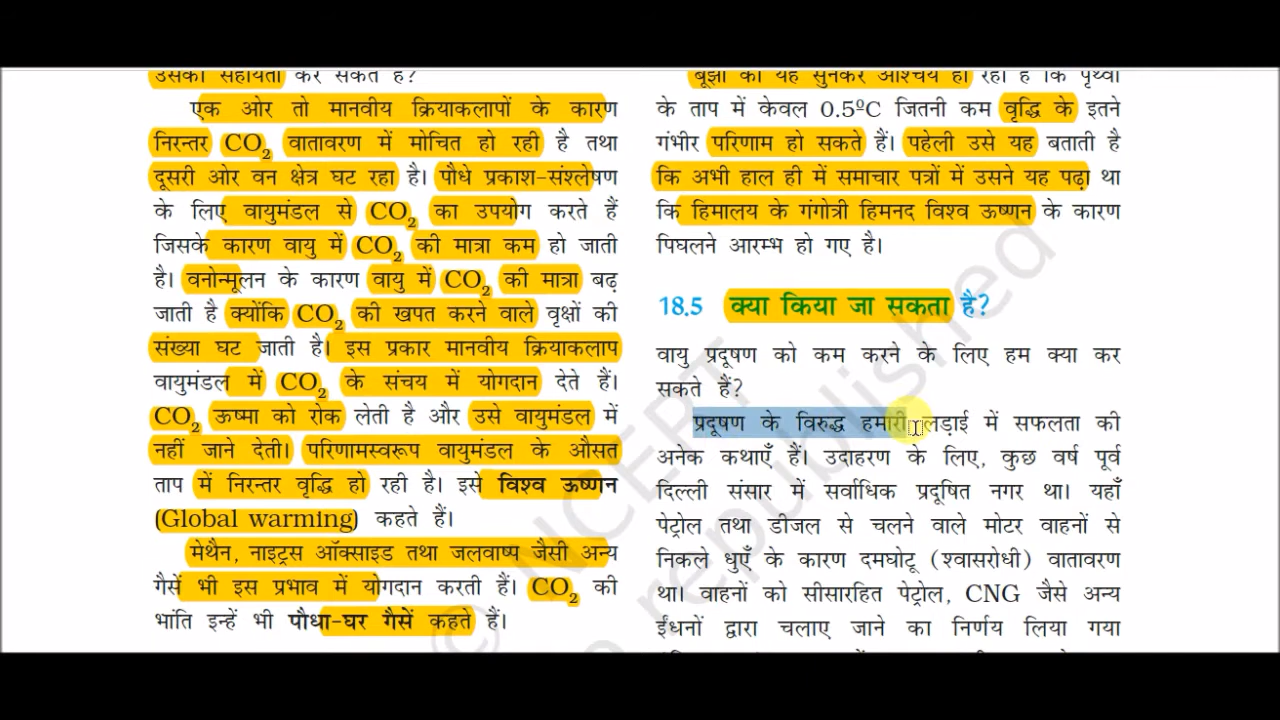 उसकी सहायता कर सकते हैं?
एक ओर तो मानवीय क्रियाकलापों के कारण
निरन्तर CO2 वातावरण में मोचित हो रही है तथा
दूसरी ओर वन क्षेत्र घट रहा है। पौधे प्रकाश-संश्लेषण
के लिए वायुमंडल से CO2 का उपयोग करते हैं
जिसके कारण वायु में CO2 की मात्रा कम हो जाती
है। वनोन्मूलन के कारण वायु में CO2 की मात्रा बढ़
जाती है क्योंकि CO2 की खपत करने वाले वृक्षों की
संख्या घट जाती है। इस प्रकार मानवीय क्रियाकलाप
वायुमंडल में CO2 के संचय में योगदान देते हैं।
CO2 ऊष्मा को रोक लेती है और उसे वायुमंडल में
नहीं जाने देती। परिणामस्वरूप वायुमंडल के औसत
ताप में निरन्तर वृद्धि हो रही है। इसे विश्व ऊष्णन
(Global warming) कहते हैं।
मेथैन, नाइट्रस ऑक्साइड तथा जलवाष्प जैसी अन्य
गैसें भी इस प्रभाव में योगदान करती हैं। CO2 की
भांति इन्हें भी पौधा-घर गैसें कहते हैं।
बूझो को यह सुनकर आश्चर्य हो रहा है कि पृथ्वी
के ताप में केवल 0.5ºC जितनी कम वृद्धि के इतने
गंभीर परिणाम हो सकते हैं। पहेली उसे यह बताती है
कि अभी हाल ही में समाचार पत्रों में उसने यह पढ़ा था
कि हिमालय के गंगोत्री हिमनद विश्व ऊष्णन के कारण
पिघलने आरम्भ हो गए है।
18.5 क्या किया जा सकता है?
वायु प्रदूषण को कम करने के लिए हम क्या कर
सकते हैं?
प्रदूषण के विरुद्ध हमारी लड़ाई में सफलता की
अनेक कथाएँ हैं। उदाहरण के लिए, कुछ वर्ष पूर्व
दिल्ली संसार में सर्वाधिक प्रदूषित नगर था। यहाँ
पेट्रोल तथा डीजल से चलने वाले मोटर वाहनों से
निकले धुएँ के कारण दमघोटू (श्वासरोधी) वातावरण
था। वाहनों को सीसारहित पेट्रोल, CNG जैसे अन्य
ईंधनों द्वारा चलाए जाने का निर्णय लिया गया
© NCERT
republished